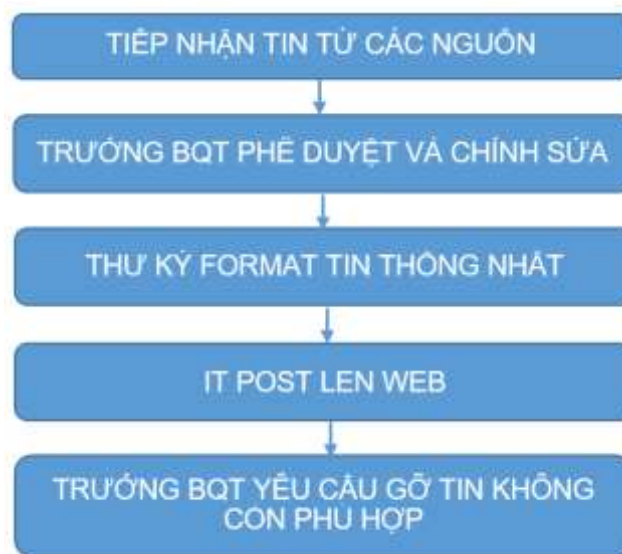 TIẾP NHẬN TIN TỪ CÁC NGUỒN
TRƯỞNG BQT PHÊ DUYỆT VÀ CHỈNH SỬA
THƯ KÝ FORMAT TIN THỐNG NHẤT
IT POST LEN WEB
TRƯỞNG BQT YÊU CẦU GỠ TIN KHÔNG
CON PHU HỢP